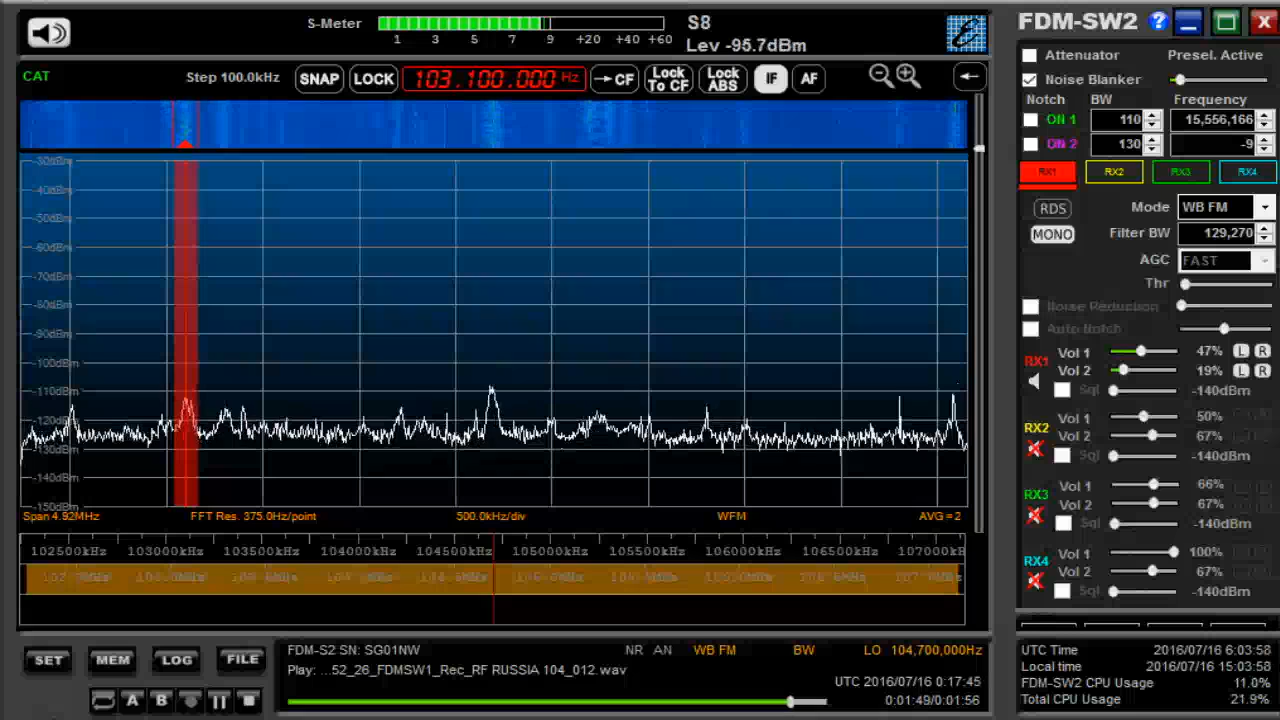 S-Meter
1 3 5 7 9 +20 +40 +60
S8
Lev -95.7dBm
FDM-SW2 ?
CAT
Step 100.0kHz
SNAP
LOCK
103.100.000 Hz
→CF
Lock To CF
Lock ABS
IF
AF
Attenuator
Presel. Active
Noise Blanker
Notch BW Frequency
ON 1 110 15,556,166
ON 2 130 -9
RX1 RX2 RX3 RX4
RDS
Mode WB FM
MONO
Filter BW 129,270
AGC FAST
Thr
Noise Reduction
Auto Notch
-30dBm
-40dBm
-50dBm
-60dBm
-70dBm
-80dBm
-90dBm
-100dBm
-110dBm
-120dBm
-130dBm
-140dBm
-150dBm
RX1
Vol 1 47% L R
Vol 2 19% L R
Sql -140dBm
RX2
Vol 1 50%
Vol 2 67%
Sql -140dBm
RX3
Vol 1 66%
Vol 2 67%
Sql -140dBm
RX4
Vol 1 100%
Vol 2 67%
Sql -140dBm
Span 4.92MHz
FFT Res. 375.0Hz/point
500.0kHz/div
WFM
AVG=2
102500kHz 103000kHz 103500kHz 104000kHz 104500kHz 105000kHz 105500kHz 106000kHz 106500kHz 107000kH
SET
MEM
LOG
FILE
A B
FDM-S2 SN: SG01NW
NR AN WB FM BW LO 104,700,000Hz
Play: ...52_26_FDMSW1_Rec_RF RUSSIA 104_012.wav
UTC 2016/07/16 0:17:45
0:01:49/0:01:56
UTC Time 2016/07/16 6:03:58
Local time 2016/07/16 15:03:58
FDM-SW2 CPU Usage 11.0%
Total CPU Usage 21.9%